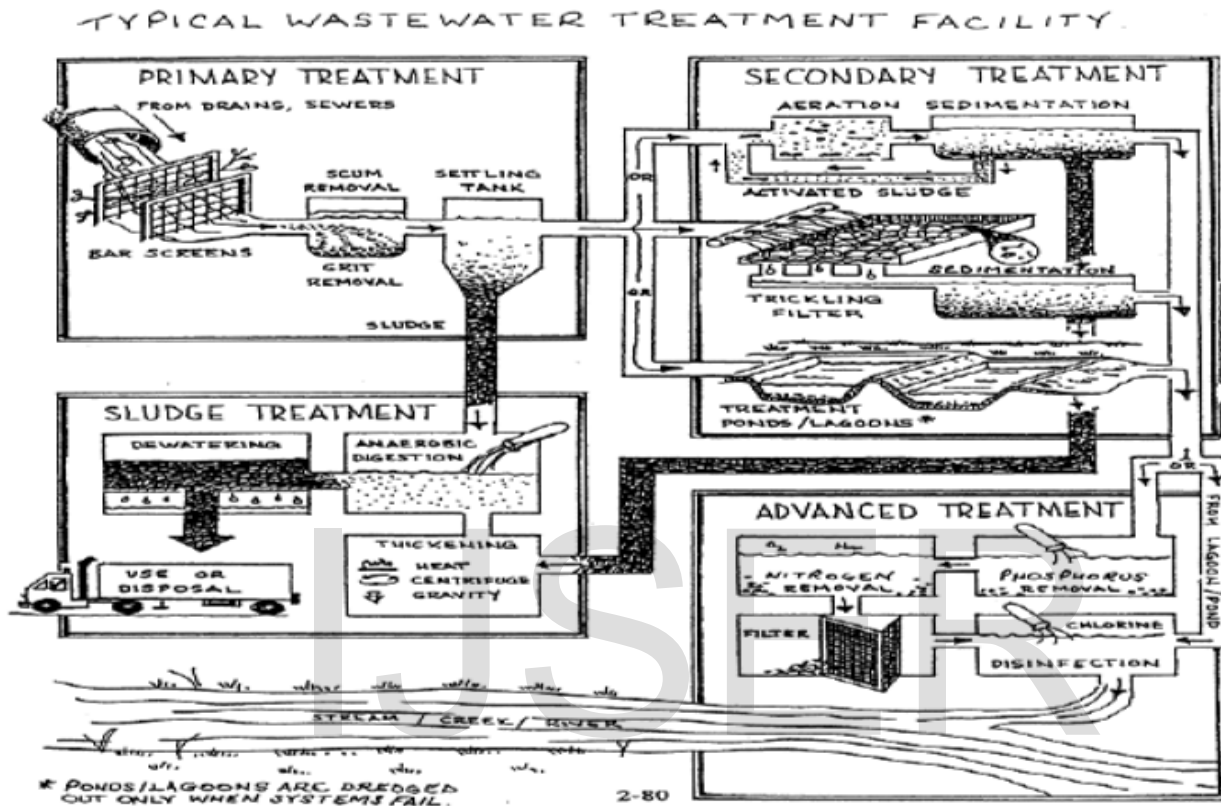 TYPICAL WASTEWATER TREATMENT FACILITY.
PRIMARY TREATMENT
FROM DRAINS, SEWERS
BAR SCREENS
SCUM
REMOVAL
GRIT
REMOVAL
SETTLING
TANK
SLUDGE
SECONDARY TREATMENT
AERATION
SEDIMENTATION
OR
ACTIVATED SLUDGE
SEDIMENTATION
TRICKLING
FILTER
OR
TREATMENT
PONDS/LAGOONS*
SLUDGE TREATMENT
DEWATERING
ANAEROBIC
DIGESTION
THICKENING
HEAT
CENTRIFUGE
GRAVITY
USE OR
DISPOSAL
OR
FROM LAGOON/POND
ADVANCED TREATMENT
NITROGEN
REMOVAL
PHOSPHORUS
REMOVAL
FILTER
CHLORINE
DISINFECTION
STREAM / CREEK / RIVER
* PONDS/LAGOONS ARE DREDGED
OUT ONLY WHEN SYSTEMS FAIL.
2-80
IJSER